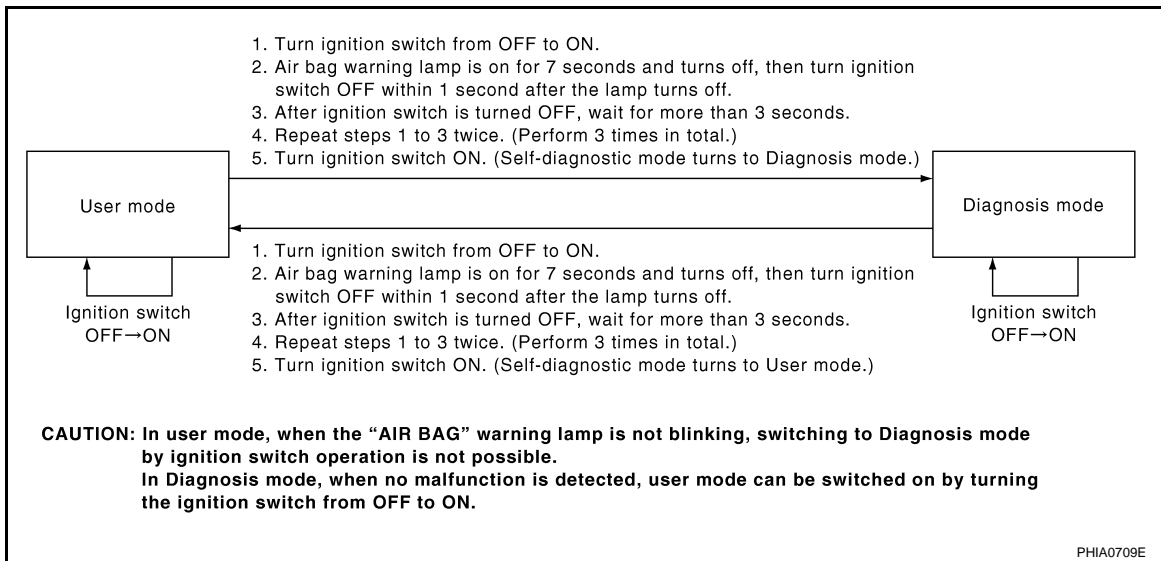 1. Turn ignition switch from OFF to ON.
2. Air bag warning lamp is on for 7 seconds and turns off, then turn ignition
switch OFF within 1 second after the lamp turns off.
3. After ignition switch is turned OFF, wait for more than 3 seconds.
4. Repeat steps 1 to 3 twice. (Perform 3 times in total.)
5. Turn ignition switch ON. (Self-diagnostic mode turns to Diagnosis mode.)
User mode
Diagnosis mode
1. Turn ignition switch from OFF to ON.
2. Air bag warning lamp is on for 7 seconds and turns off, then turn ignition
switch OFF within 1 second after the lamp turns off.
3. After ignition switch is turned OFF, wait for more than 3 seconds.
4. Repeat steps 1 to 3 twice. (Perform 3 times in total.)
5. Turn ignition switch ON. (Self-diagnostic mode turns to User mode.)
Ignition switch
OFF→ON
Ignition switch
OFF→ON
CAUTION: In user mode, when the “AIR BAG” warning lamp is not blinking, switching to Diagnosis mode
by ignition switch operation is not possible.
In Diagnosis mode, when no malfunction is detected, user mode can be switched on by turning
the ignition switch from OFF to ON.
PHIA0709E